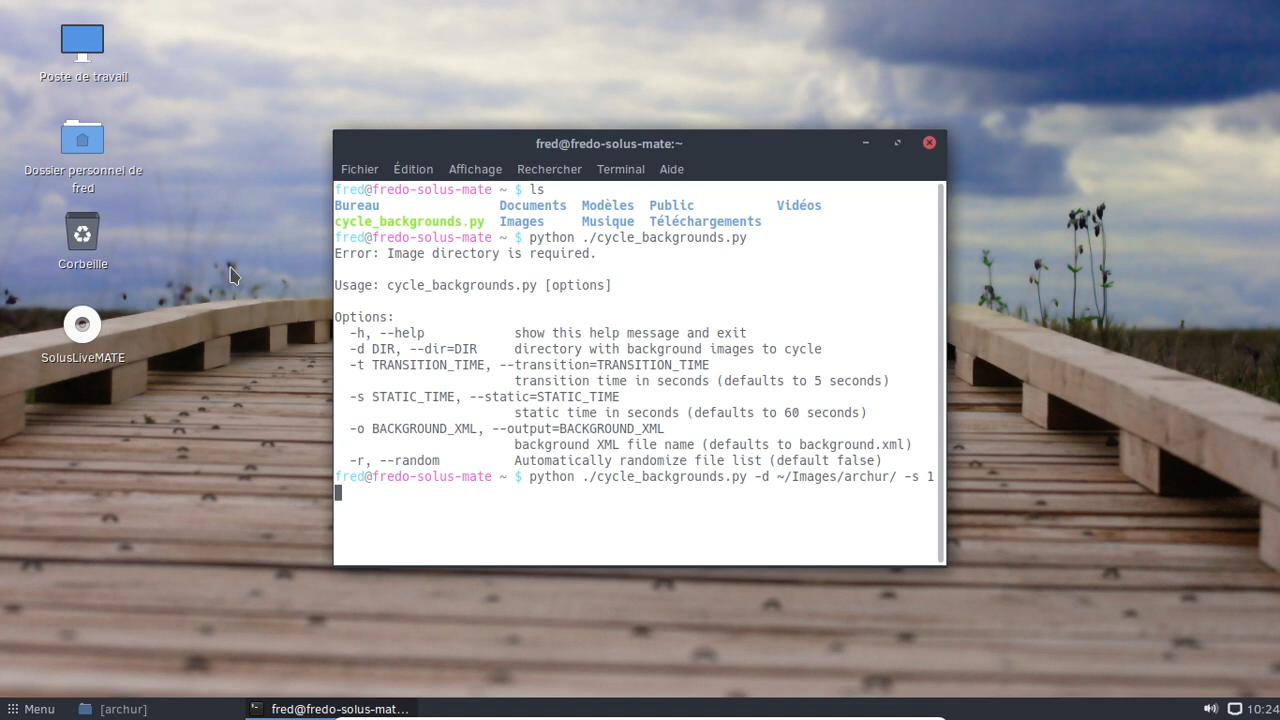 Poste de travail
Dossier personnel de
fred
Corbeille
SolusLiveMATE
fred@fredo-solus-mate:~
Fichier Édition Affichage Rechercher Terminal Aide
fred@fredo-solus-mate ~ $ ls
Bureau Documents Modèles Public Vidéos
cycle_backgrounds.py Images Musique Téléchargements
fred@fredo-solus-mate ~ $ python ./cycle_backgrounds.py
Error: Image directory is required.
Usage: cycle_backgrounds.py [options]
Options:
-h, --help show this help message and exit
-d DIR, --dir=DIR directory with background images to cycle
-t TRANSITION_TIME, --transition=TRANSITION_TIME
transition time in seconds (defaults to 5 seconds)
-s STATIC_TIME, --static=STATIC_TIME
static time in seconds (defaults to 60 seconds)
-o BACKGROUND_XML, --output=BACKGROUND_XML
background XML file name (defaults to background.xml)
-r, --random Automatically randomize file list (default false)
fred@fredo-solus-mate ~ $ python ./cycle_backgrounds.py -d ~/Images/archur/ -s 1
Menu [archur] fred@fredo-solus-mat... 10:24